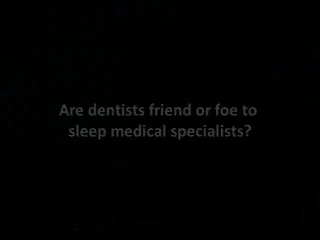 Are dentists friend or foe to
sleep medical specialists?